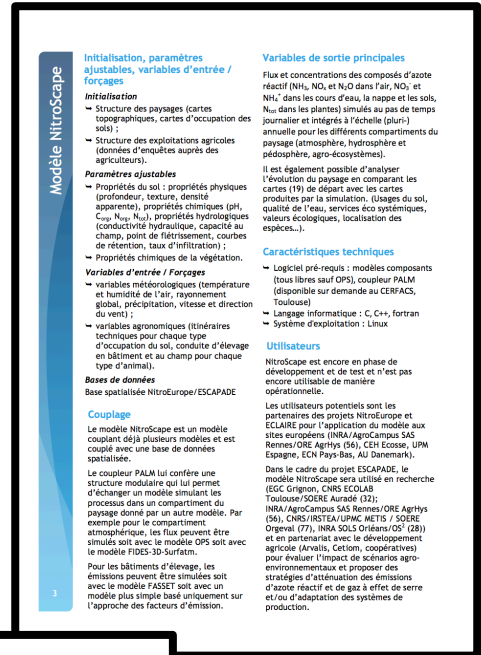 Modèle NitroScape
Initialisation, paramètres
ajustables, variables d'entrée /
forçages
Initialisation
➥ Structure des paysages (cartes
topographiques, cartes d'occupation des
sols) ;
➥ Structure des exploitations agricoles
(données d'enquêtes auprès des
agriculteurs).
Paramètres ajustables
➥ Propriétés du sol : propriétés physiques
(profondeur, texture, densité
apparente), propriétés chimiques (pH,
Corg, Norg, Ntot), propriétés hydrologiques
(conductivité hydraulique, capacité au
champ, point de flétrissement, courbes
de rétention, taux d'infiltration) ;
➥ Propriétés chimiques de la végétation.
Variables d'entrée / Forçages
➥ variables météorologiques (température
et humidité de l'air, rayonnement
global, précipitation, vitesse et direction
du vent) ;
➥ variables agronomiques (itinéraires
techniques pour chaque type
d'occupation du sol, conduite d'élevage
en bâtiment et au champ pour chaque
type d'animal).
Bases de données
Base spatialisée NitroEurope/ESCAPADE
Couplage
Le modèle NitroScape est un modèle
couplant déjà plusieurs modèles et est
couplé avec une base de données
spatialisée.
Le coupleur PALM lui confère une
structure modulaire qui lui permet
d'échanger un modèle simulant les
processus dans un compartiment du
paysage donné par un autre modèle. Par
exemple pour le compartiment
atmosphérique, les flux peuvent être
simulés soit avec le modèle OPS soit avec
le modèle FIDES-3D-Surfatm.
Pour les bâtiments d'élevage, les
émissions peuvent être simulées soit
avec le modèle FASSET soit avec un
modèle plus simple basé uniquement sur
l'approche des facteurs d'émission.
3
Variables de sortie principales
Flux et concentrations des composés d'azote
réactif (NH₃, NOₓ et N₂O dans l'air, NO₃⁻ et
NH₄⁺ dans les cours d'eau, la nappe et les sols,
Ntot dans les plantes) simulés au pas de temps
journalier et intégrés à l'échelle (pluri-)
annuelle pour les différents compartiments du
paysage (atmosphère, hydrosphère et
pédosphère, agro-écosystèmes).
Il est également possible d'analyser
l'évolution du paysage en comparant les
cartes (19) de départ avec les cartes
produites par la simulation. (Usages du sol,
qualité de l'eau, services éco systémiques,
valeurs écologiques, localisation des
espèces…).
Caractéristiques techniques
➥ Logiciel pré-requis : modèles composants
(tous libres sauf OPS), coupleur PALM
(disponible sur demande au CERFACS,
Toulouse)
➥ Langage informatique : C, C++, fortran
➥ Système d'exploitation : Linux
Utilisateurs
NitroScape est encore en phase de
développement et de test et n'est pas
encore utilisable de manière
opérationnelle.
Les utilisateurs potentiels sont les
partenaires des projets NitroEurope et
ECLAIRE pour l'application du modèle aux
sites européens (INRA/AgroCampus SAS
Rennes/ORE AgrHys (56), CEH Ecosse, UPM
Espagne, ECN Pays-Bas, AU Danemark).
Dans le cadre du projet ESCAPADE, le
modèle NitroScape sera utilisé en recherche
(EGC Grignon, CNRS ECOLAB
Toulouse/SOERE Auradé (32);
INRA/AgroCampus SAS Rennes/ORE AgrHys
(56), CNRS/IRSTEA/UPMC METIS / SOERE
Orgeval (77), INRA SOLS Orléans/OS² (28))
et en partenariat avec le développement
agricole (Arvalis, Cetiom, coopératives)
pour évaluer l'impact de scénarios agro-
environnementaux et proposer des
stratégies d'atténuation des émissions
d'azote réactif et de gaz à effet de serre
et/ou d'adaptation des systèmes de
production.